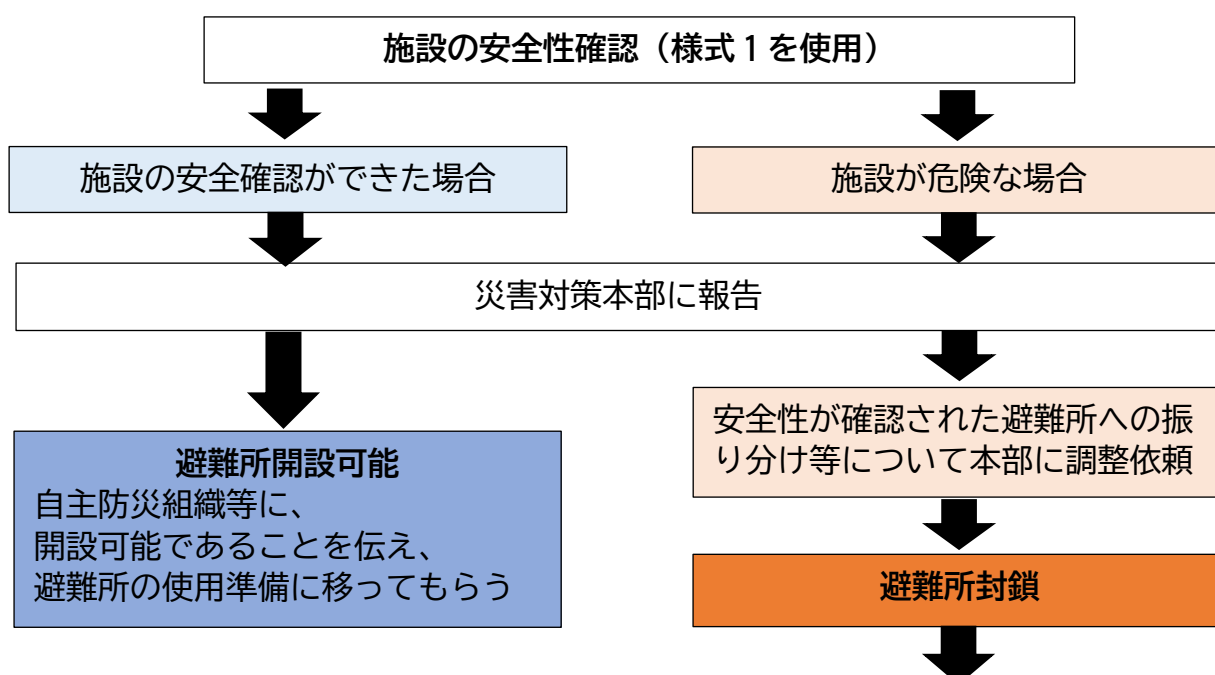 施設の安全性確認（様式１を使用）
施設の安全確認ができた場合
施設が危険な場合
災害対策本部に報告
避難所開設可能
自主防災組織等に、
開設可能であることを伝え、
避難所の使用準備に移ってもらう
安全性が確認された避難所への振
り分け等について本部に調整依頼
避難所封鎖